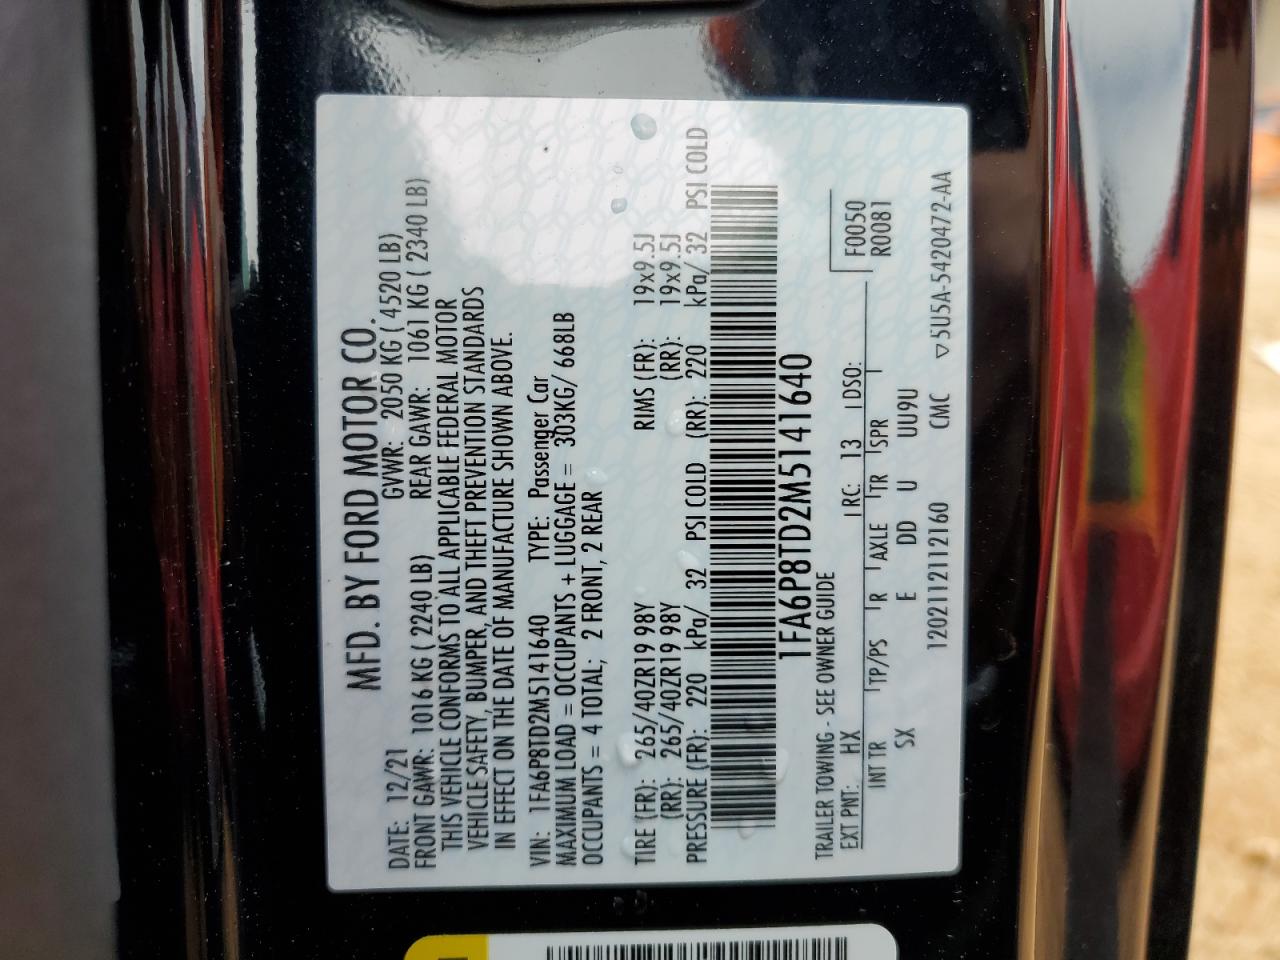 MFD. BY FORD MOTOR CO.
DATE: 12/21 GVWR: 2050 KG ( 4520 LB)
FRONT GAWR: 1016 KG ( 2240 LB) REAR GAWR: 1061 KG ( 2340 LB)
THIS VEHICLE CONFORMS TO ALL APPLICABLE FEDERAL MOTOR
VEHICLE SAFETY, BUMPER, AND THEFT PREVENTION STANDARDS
IN EFFECT ON THE DATE OF MANUFACTURE SHOWN ABOVE.
VIN: 1FA6P8TD2M5141640 TYPE: Passenger Car
MAXIMUM LOAD = OCCUPANTS + LUGGAGE = 303KG/ 668LB
OCCUPANTS = 4 TOTAL; 2 FRONT, 2 REAR
TIRE (FR): 265/40ZR19 98Y RIMS (FR): 19x9.5J
(RR): 265/40ZR19 98Y (RR): 19x9.5J
PRESSURE (FR): 220 kPa/ 32 PSI COLD (RR): 220 kPa/ 32 PSI COLD
1FA6P8TD2M5141640
TRAILER TOWING - SEE OWNER GUIDE F0050
EXT PNT: HX RC: 13 DSO: R0081
INT TR TP/PS R AXLE TR SPR
SX E DD U UU9U
12021121112160 CMC ▽5U5A-5420472-AA